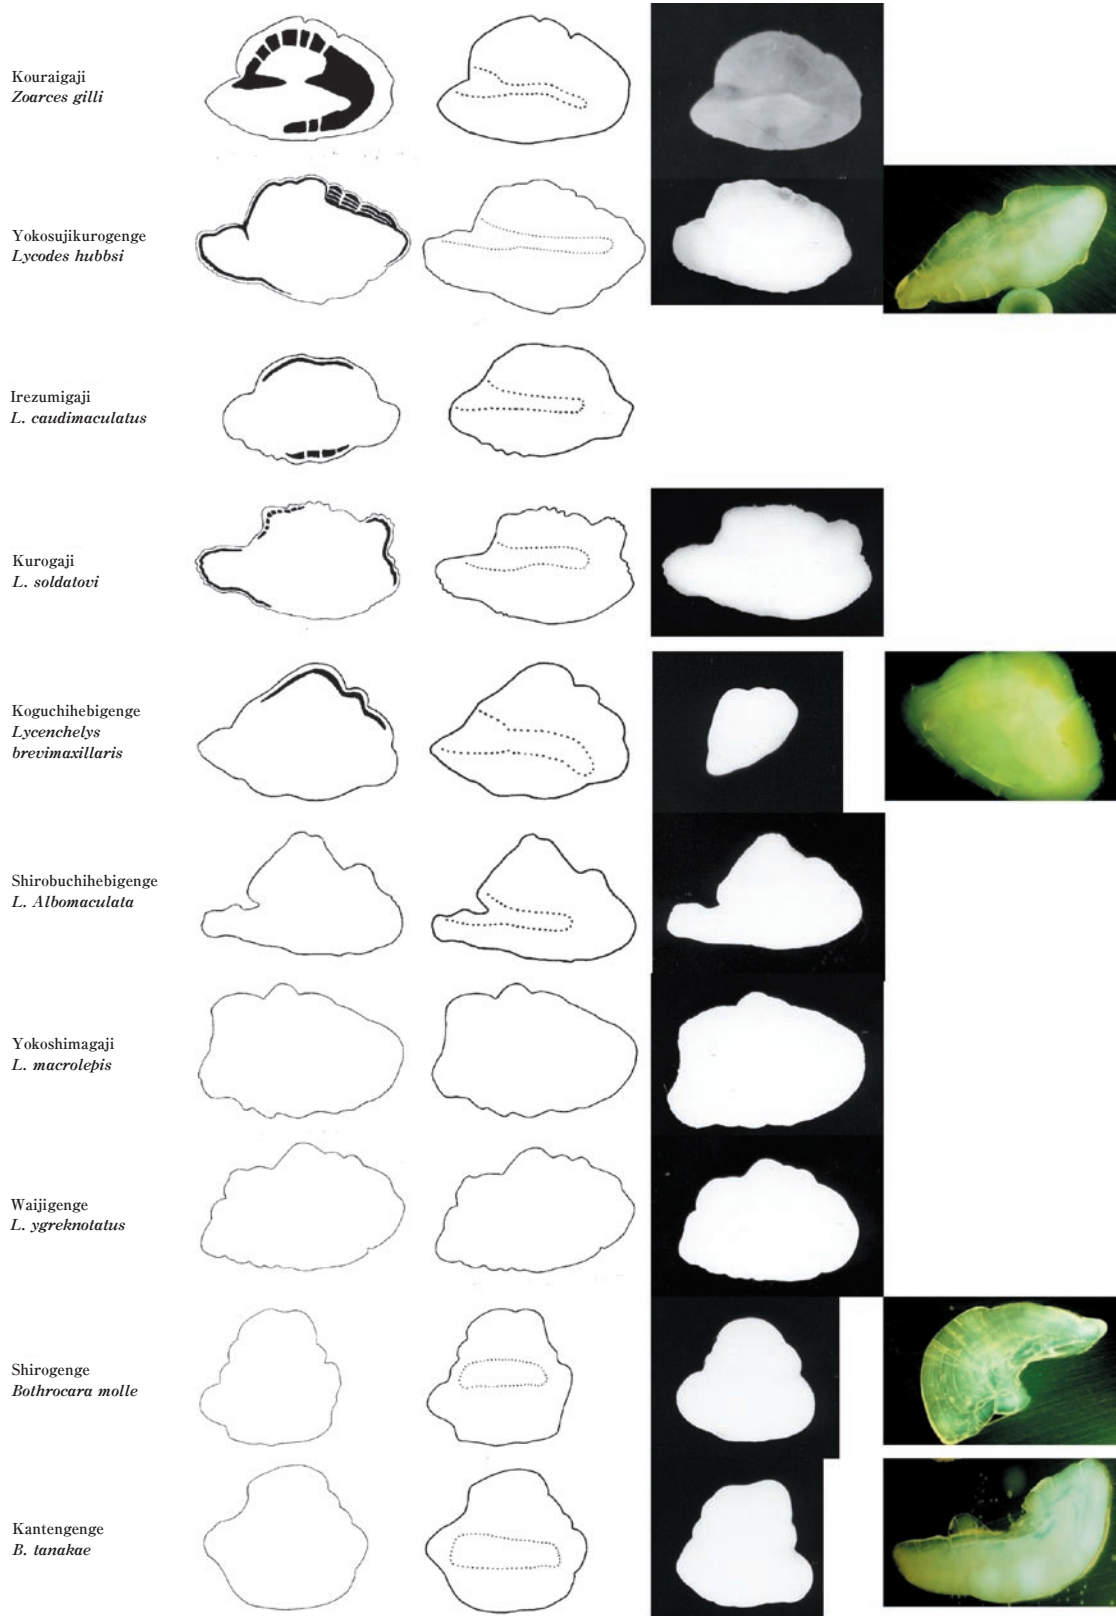 Kouraigaji
Zoarces gilli
Yokosujikurogenge
Lycodes hubbsi
Irezumigaji
L. caudimaculatus
Kurogaji
L. soldatovi
Koguchihebigenge
Lycenchelys
brevimaxillaris
Shirobuchihebigenge
L. Albomaculata
Yokoshimagaji
L. macrolepis
Waijigenge
L. ygreknotatus
Shirogenge
Bothrocara molle
Kantengenge
B. tanakae